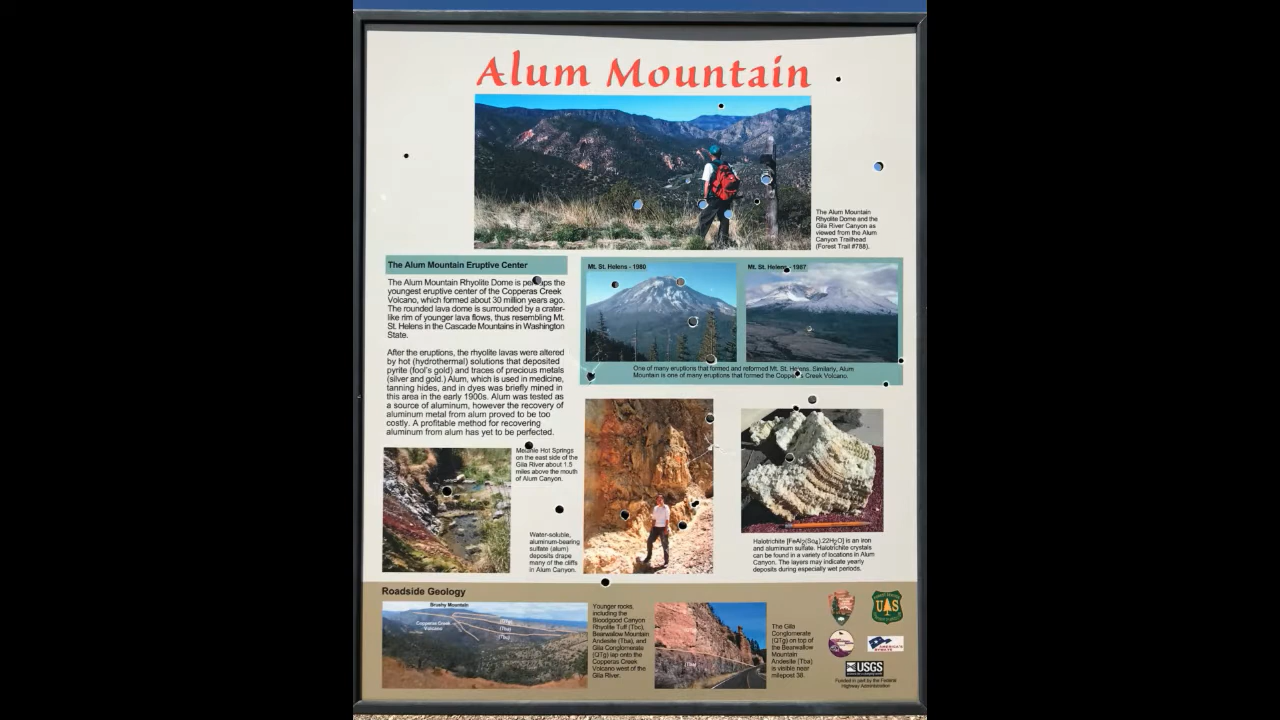 Alum Mountain
The Alum Mountain
Rhyolite Dome and the
Gila River Canyon as
viewed from the Alum
Canyon Trailhead
(Forest Trail #788).
The Alum Mountain Eruptive Center
The Alum Mountain Rhyolite Dome is perhaps the
youngest eruptive center of the Copperas Creek
Volcano, which formed about 30 million years ago.
The rounded lava dome is surrounded by a crater-
like rim of younger lava flows, thus resembling Mt.
St. Helens in the Cascade Mountains in Washington
State.
After the eruptions, the rhyolite lavas were altered
by hot (hydrothermal) solutions that deposited
pyrite (fool's gold) and traces of precious metals
(silver and gold.) Alum, which is used in medicine,
tanning hides, and in dyes was briefly mined in
this area in the early 1900s. Alum was tested as
a source of aluminum, however the recovery of
aluminum metal from alum proved to be too
costly. A profitable method for recovering
aluminum from alum has yet to be perfected.
Mt. St. Helens - 1980
Mt. St. Helens - 1987
One of many eruptions that formed and reformed Mt. St. Helens. Similarly, Alum
Mountain is one of many eruptions that formed the Copperas Creek Volcano.
Melanie Hot Springs
on the east side of the
Gila River about 1.5
miles above the mouth
of Alum Canyon.
Water-soluble,
aluminum-bearing
sulfate (alum)
deposits drape
many of the cliffs
in Alum Canyon.
Halotrichite [FeAl2(So4).22H2O] is an iron
and aluminum sulfate. Halotrichite crystals
can be found in a variety of locations in Alum
Canyon. The layers may indicate yearly
deposits during especially wet periods.
Roadside Geology
Brushy Mountain
Copperas Creek
Volcano
(QTg)
(Tba)
(Tbc)
Younger rocks,
including the
Bloodgood Canyon
Rhyolite Tuff (Tbc),
Bearwallow Mountain
Andesite (Tba), and
Gila Conglomerate
(QTg) lap onto the
Copperas Creek
Volcano west of the
Gila River.
(Tba)
The Gila
Conglomerate
(QTg) on top of
the Bearwallow
Mountain
Andesite (Tba)
is visible near
milepost 38.
UAS
AMERICA'S
BYWAYS
USGS
Funded in part by the Federal
Highway Administration